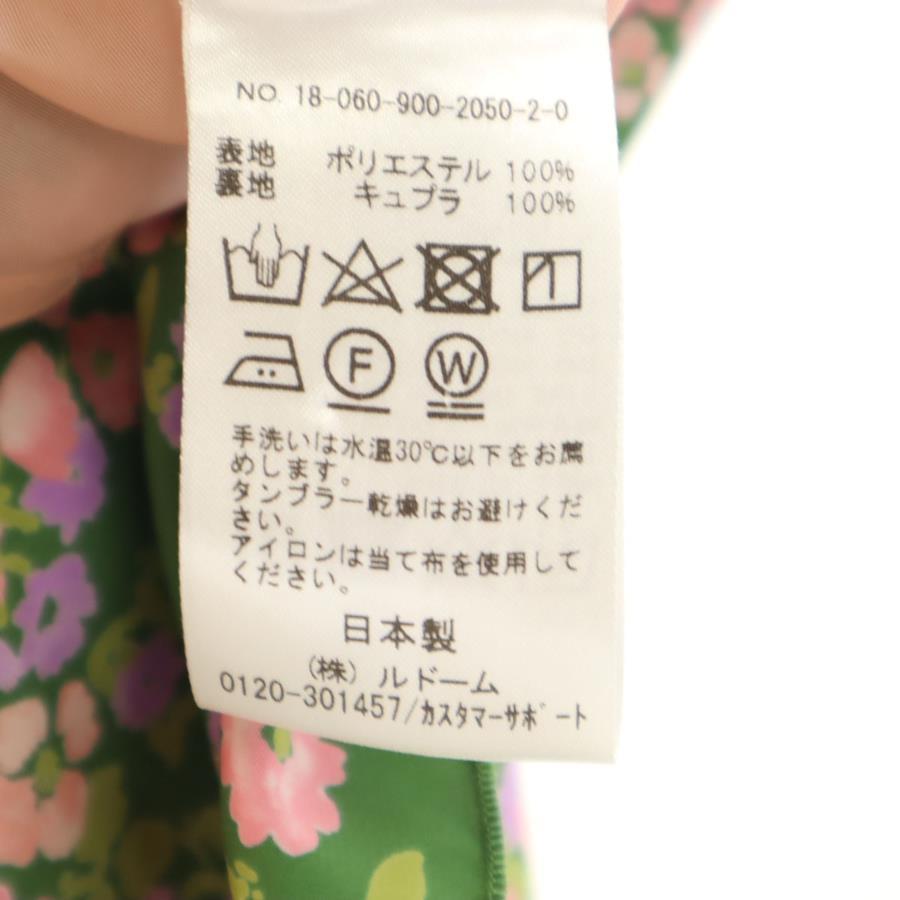 NO. 18-060-900-2050-2-0
表地 ポリエステル 100%
裏地 キュプラ 100%
F W
手洗いは水温30℃以下をお薦
めします。
タンブラー乾燥はお避けくだ
さい。
アイロンは当て布を使用して
ください。
日本製
(株) ルドーム
0120-301457/カスタマーサポート